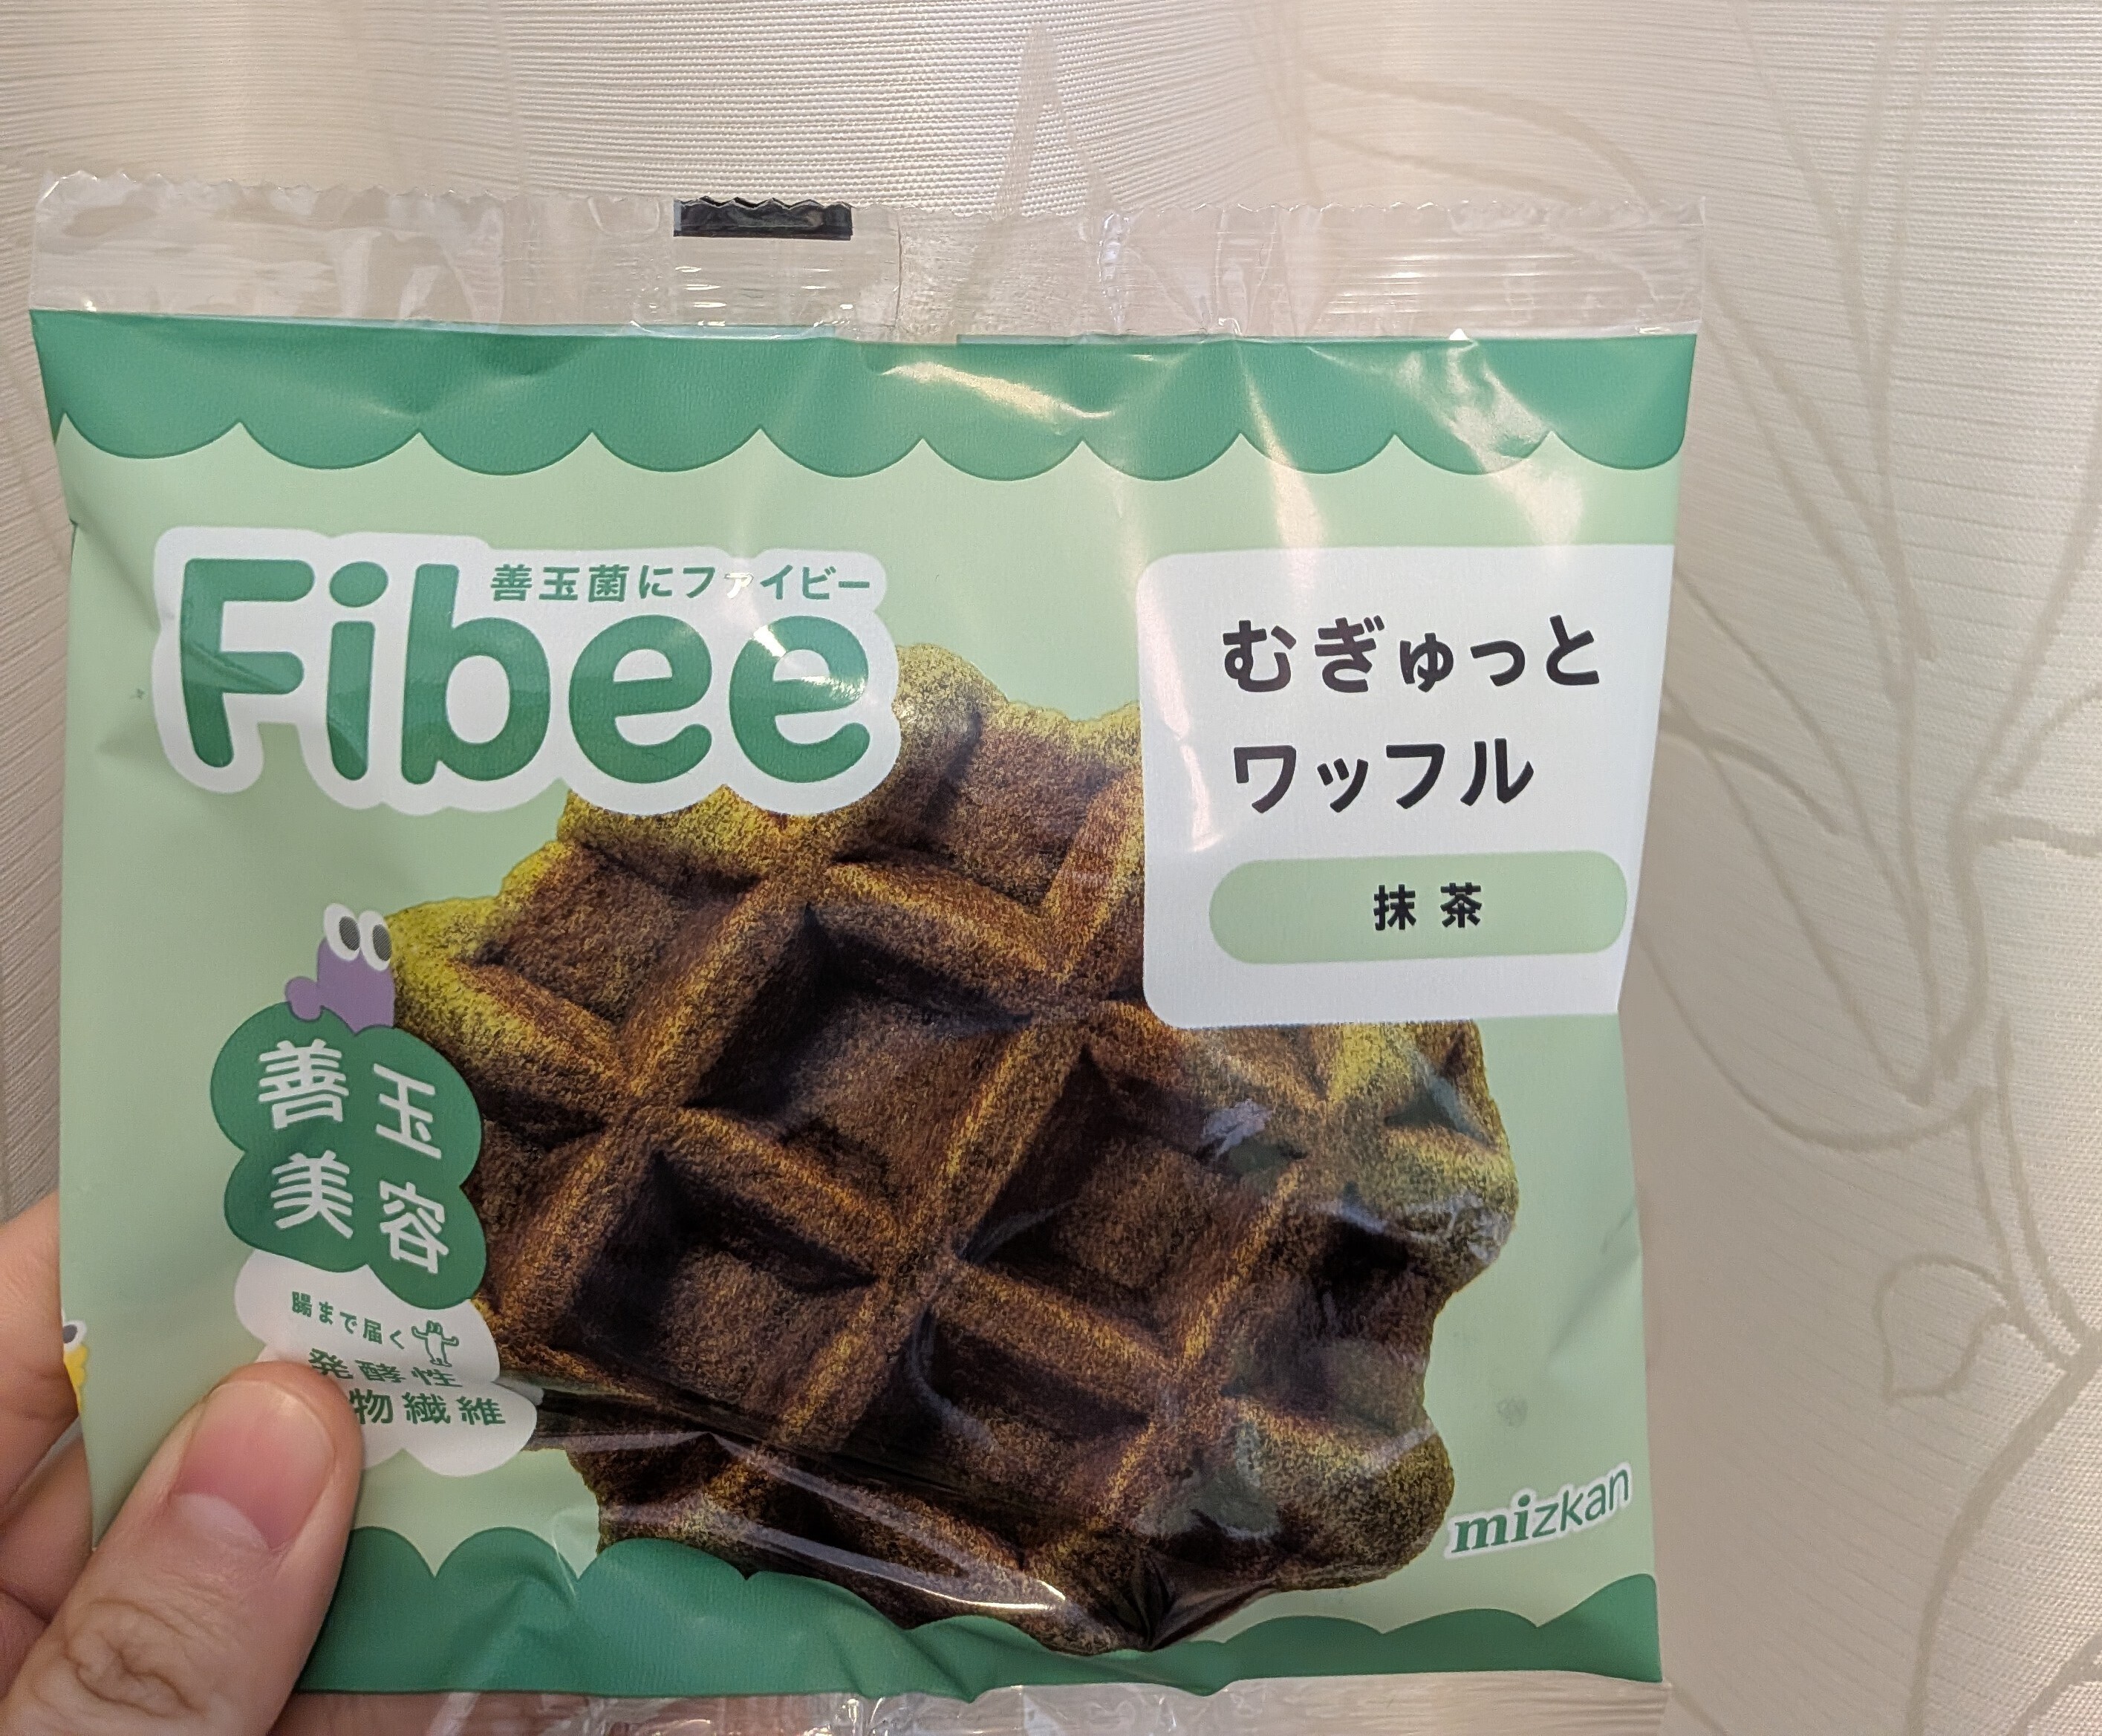 善玉菌にファイビー
Fibee
むぎゅっと
ワッフル
抹茶
善玉
美容
腸まで届く
発酵性
物繊維
mizkan